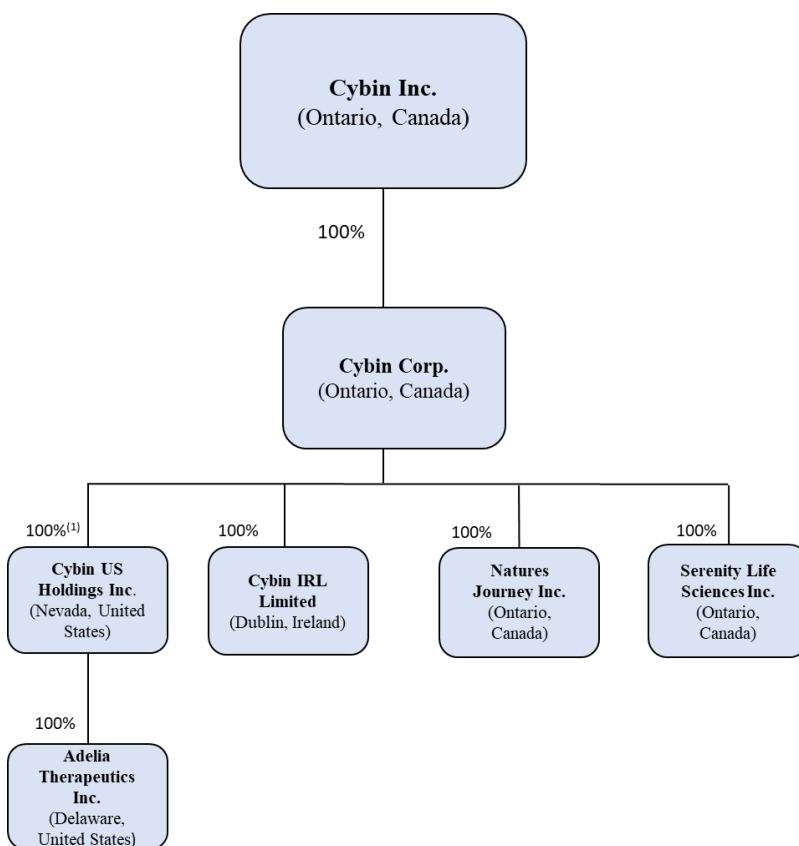 Cybin Inc.
(Ontario, Canada)
100%
Cybin Corp.
(Ontario, Canada)
100%(1)
Cybin US
Holdings Inc.
(Nevada, United
States)
100%
Cybin IRL
Limited
(Dublin, Ireland)
100%
Natures
Journey Inc.
(Ontario,
Canada)
100%
Serenity Life
Sciences Inc.
(Ontario,
Canada)
100%
Adelia
Therapeutics
Inc.
(Delaware,
United States)